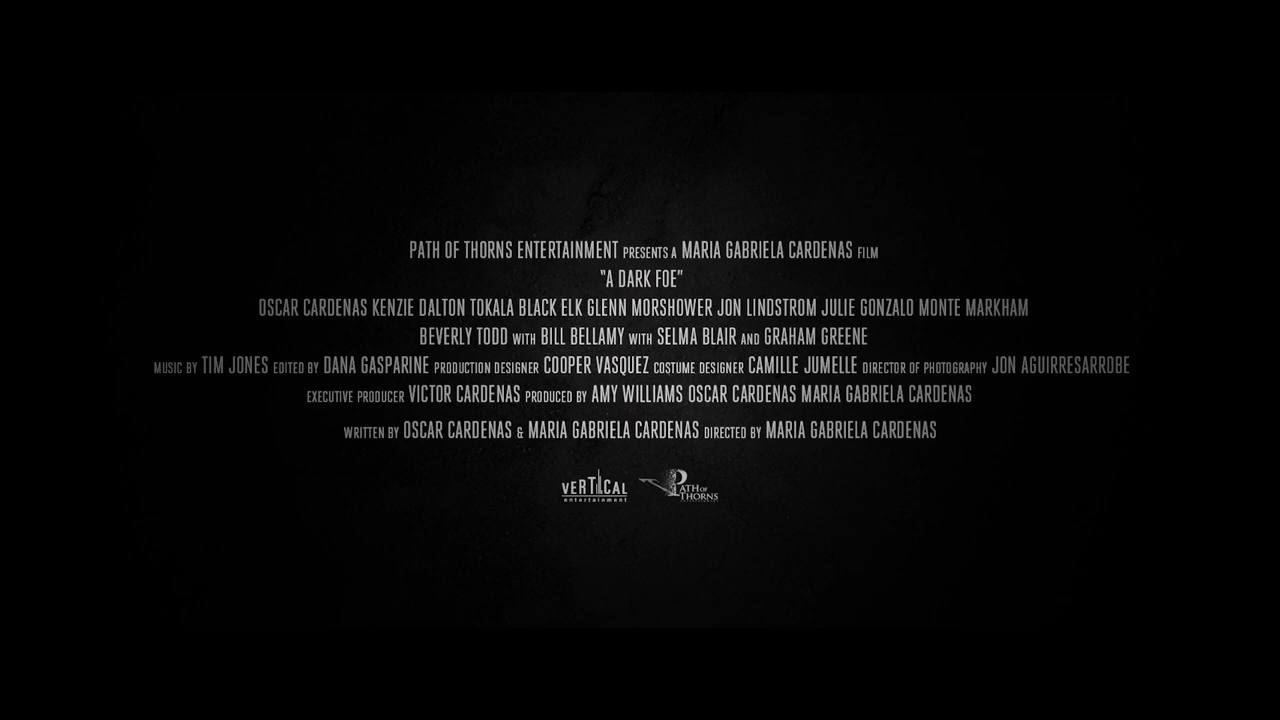 PATH OF THORNS ENTERTAINMENT PRESENTS A MARIA GABRIELA CARDENAS FILM
"A DARK FOE"
OSCAR CARDENAS KENZIE DALTON TOKALA BLACK ELK GLENN MORSHOWER JON LINDSTROM JULIE GONZALO MONTE MARKHAM
BEVERLY TODD WITH BILL BELLAMY WITH SELMA BLAIR AND GRAHAM GREENE
MUSIC BY TIM JONES EDITED BY DANA GASPARINE PRODUCTION DESIGNER COOPER VASQUEZ COSTUME DESIGNER CAMILLE JUMELLE DIRECTOR OF PHOTOGRAPHY JON AGUIRRESARROBE
EXECUTIVE PRODUCER VICTOR CARDENAS PRODUCED BY AMY WILLIAMS OSCAR CARDENAS MARIA GABRIELA CARDENAS
WRITTEN BY OSCAR CARDENAS & MARIA GABRIELA CARDENAS DIRECTED BY MARIA GABRIELA CARDENAS
VERTICAL
entertainment
PATH OF
THORNS